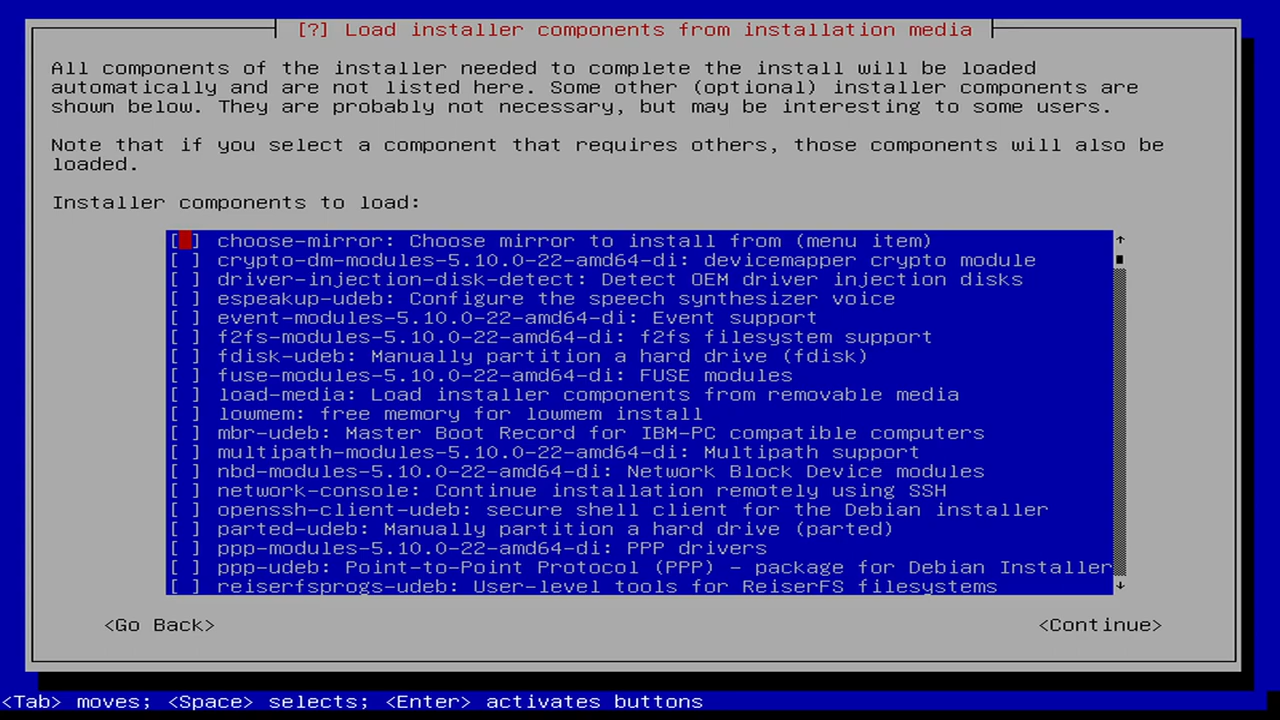 [?] Load installer components from installation media
All components of the installer needed to complete the install will be loaded
automatically and are not listed here. Some other (optional) installer components are
shown below. They are probably not necessary, but may be interesting to some users.
Note that if you select a component that requires others, those components will also be
loaded.
Installer components to load:
[ ] choose-mirror: Choose mirror to install from (menu item)
[ ] crypto-dm-modules-5.10.0-22-amd64-di: devicemapper crypto module
[ ] driver-injection-disk-detect: Detect OEM driver injection disks
[ ] espeakup-udeb: Configure the speech synthesizer voice
[ ] event-modules-5.10.0-22-amd64-di: Event support
[ ] f2fs-modules-5.10.0-22-amd64-di: f2fs filesystem support
[ ] fdisk-udeb: Manually partition a hard drive (fdisk)
[ ] fuse-modules-5.10.0-22-amd64-di: FUSE modules
[ ] load-media: Load installer components from removable media
[ ] lowmem: free memory for lowmem install
[ ] mbr-udeb: Master Boot Record for IBM-PC compatible computers
[ ] multipath-modules-5.10.0-22-amd64-di: Multipath support
[ ] nbd-modules-5.10.0-22-amd64-di: Network Block Device modules
[ ] network-console: Continue installation remotely using SSH
[ ] openssh-client-udeb: secure shell client for the Debian installer
[ ] parted-udeb: Manually partition a hard drive (parted)
[ ] ppp-modules-5.10.0-22-amd64-di: PPP drivers
[ ] ppp-udeb: Point-to-Point Protocol (PPP) - package for Debian Installer
[ ] reiserfsprogs-udeb: User-level tools for ReiserFS filesystems
<Go Back> <Continue>
<Tab> moves; <Space> selects; <Enter> activates buttons